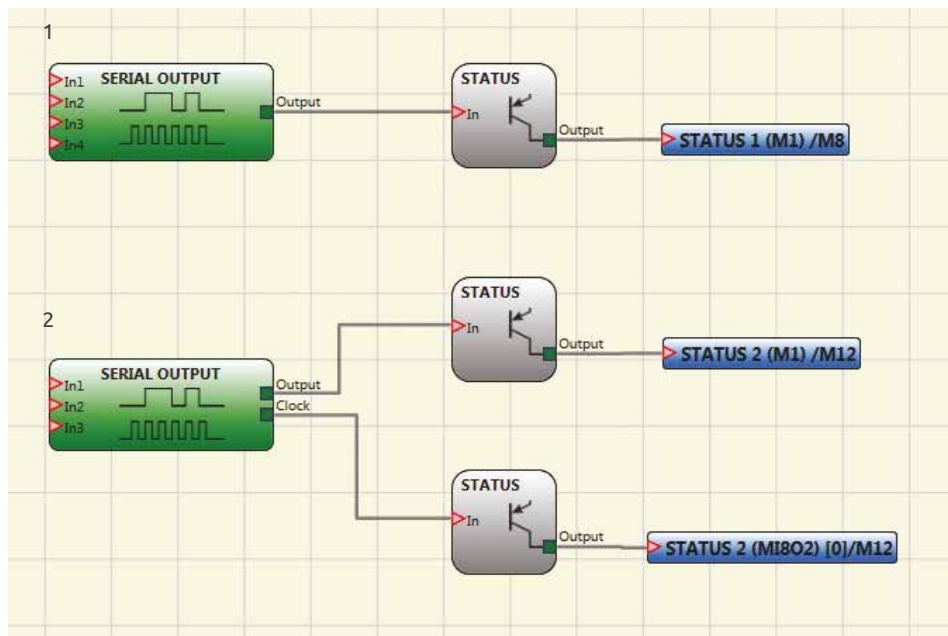 1
SERIAL OUTPUT
In1
In2
In3
In4
Output
STATUS
In
Output
STATUS 1 (M1) /M8
2
SERIAL OUTPUT
In1
In2
In3
Output
Clock
STATUS
In
Output
STATUS 2 (M1) /M12
STATUS
In
Output
STATUS 2 (MI8O2) [0]/M12